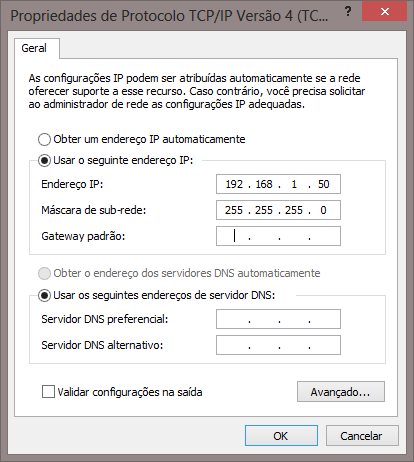 Propriedades de Protocolo TCP/IP Versão 4 (TC...
Geral
As configurações IP podem ser atribuídas automaticamente se a rede
oferecer suporte a esse recurso. Caso contrário, você precisa solicitar
ao administrador de rede as configurações IP adequadas.
Obter um endereço IP automaticamente
Usar o seguinte endereço IP:
Endereço IP: 192 . 168 . 1 . 50
Máscara de sub-rede: 255 . 255 . 255 . 0
Gateway padrão: . . .
Obter o endereço dos servidores DNS automaticamente
Usar os seguintes endereços de servidor DNS:
Servidor DNS preferencial: . . .
Servidor DNS alternativo: . . .
Validar configurações na saída
Avançado...
OK Cancelar